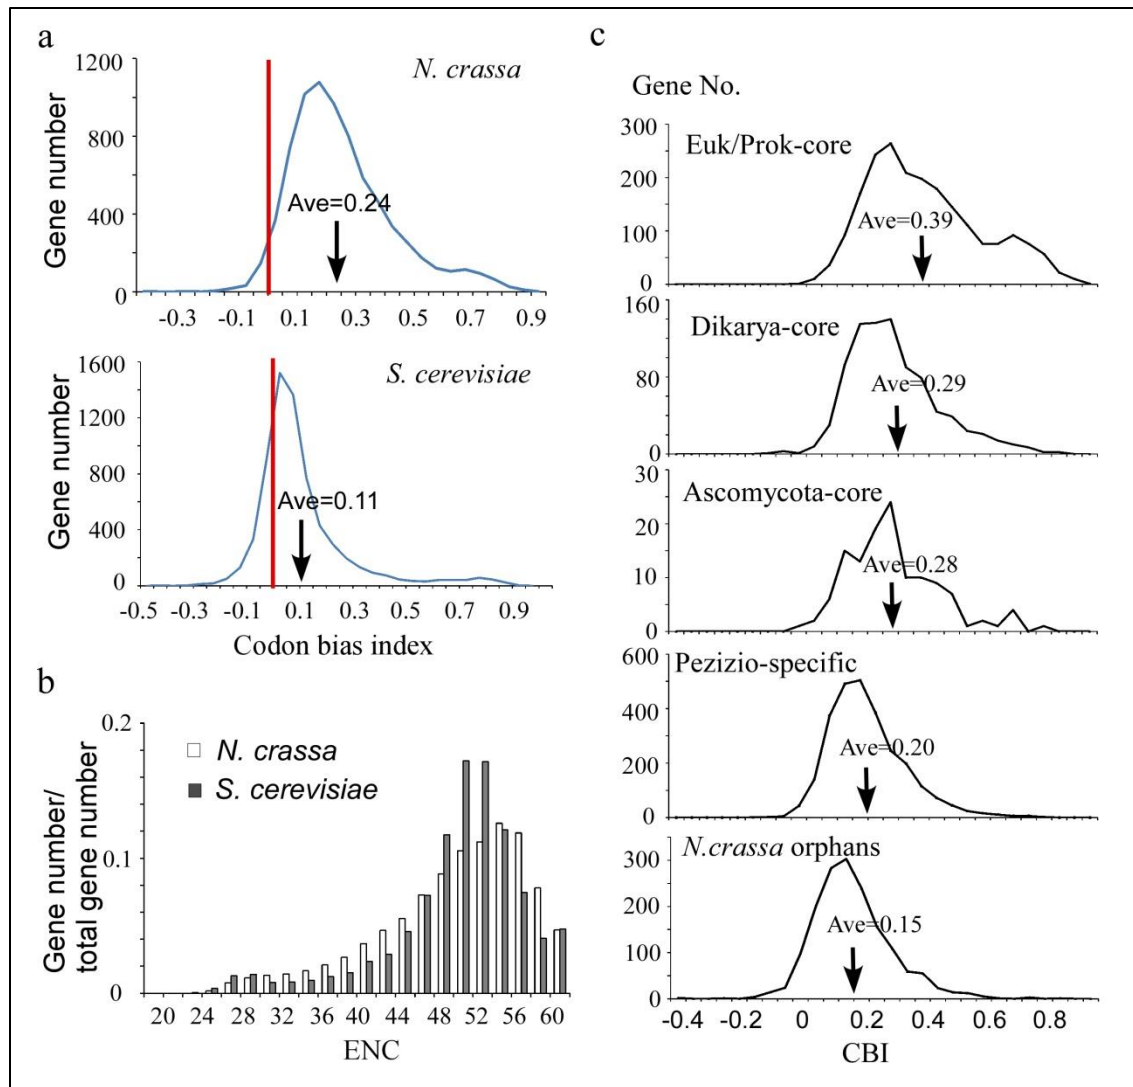 a
1200
N. crassa
800
Gene number
Ave=0.24
400
0
-0.3 -0.1 0.1 0.3 0.5 0.7 0.9
1600
S. cerevisiae
1200
Gene number
800
Ave=0.11
400
0
-0.5 -0.3 -0.1 0.1 0.3 0.5 0.7 0.9
Codon bias index
b
0.2
N. crassa
S. cerevisiae
Gene number/
total gene number
0.1
0
20 24 28 32 36 40 44 48 52 56 60
ENC
c
Gene No.
300
Euk/Prok-core
200
Ave=0.39
100
0
160
Dikarya-core
80
Ave=0.29
0
30
Ascomycota-core
20
Ave=0.28
10
0
600
Pezizio-specific
400
Ave=0.20
200
0
N.crassa orphans
300
200
Ave=0.15
100
0
-0.4 -0.2 0 0.2 0.4 0.6 0.8
CBI